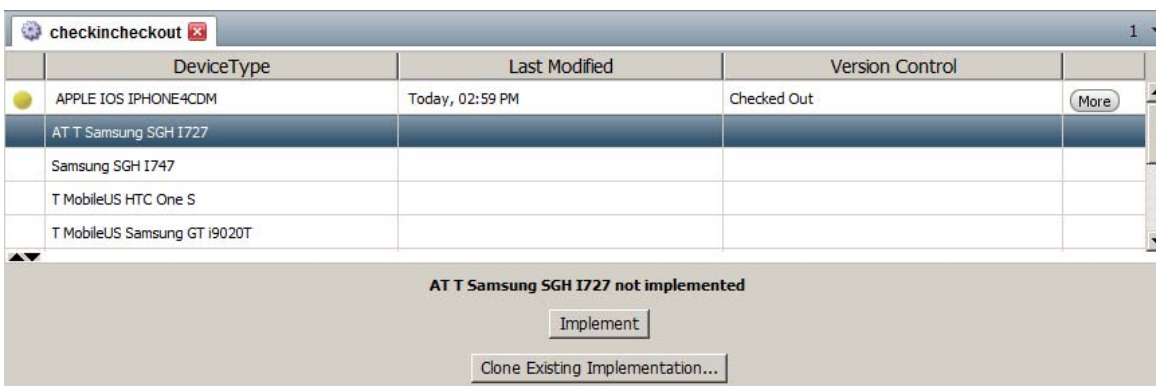 checkincheckout
1
DeviceType Last Modified Version Control
APPLE IOS IPHONE4CDM Today, 02:59 PM Checked Out More
AT T Samsung SGH I727
Samsung SGH I747
T MobileUS HTC One S
T MobileUS Samsung GT i9020T
AT T Samsung SGH I727 not implemented
Implement
Clone Existing Implementation...